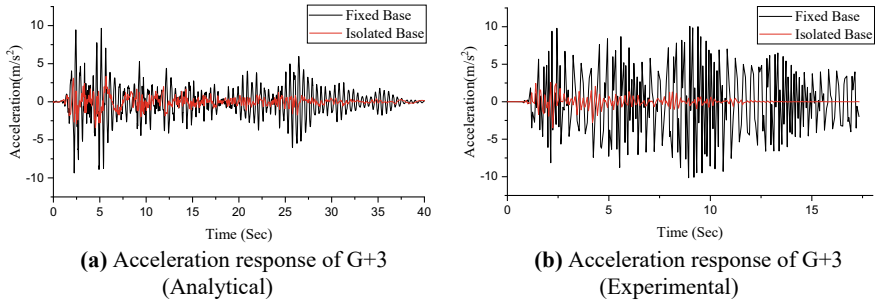 Fixed Base
Isolated Base
10
5
0
-5
-10
Acceleration(m/s²)
0 5 10 15 20 25 30 35 40
Time (Sec)
(a) Acceleration response of G+3
(Analytical)
Fixed Base
Isolated Base
10
5
0
-5
-10
Acceleration(m/s²)
0 5 10 15
Time (Sec)
(b) Acceleration response of G+3
(Experimental)